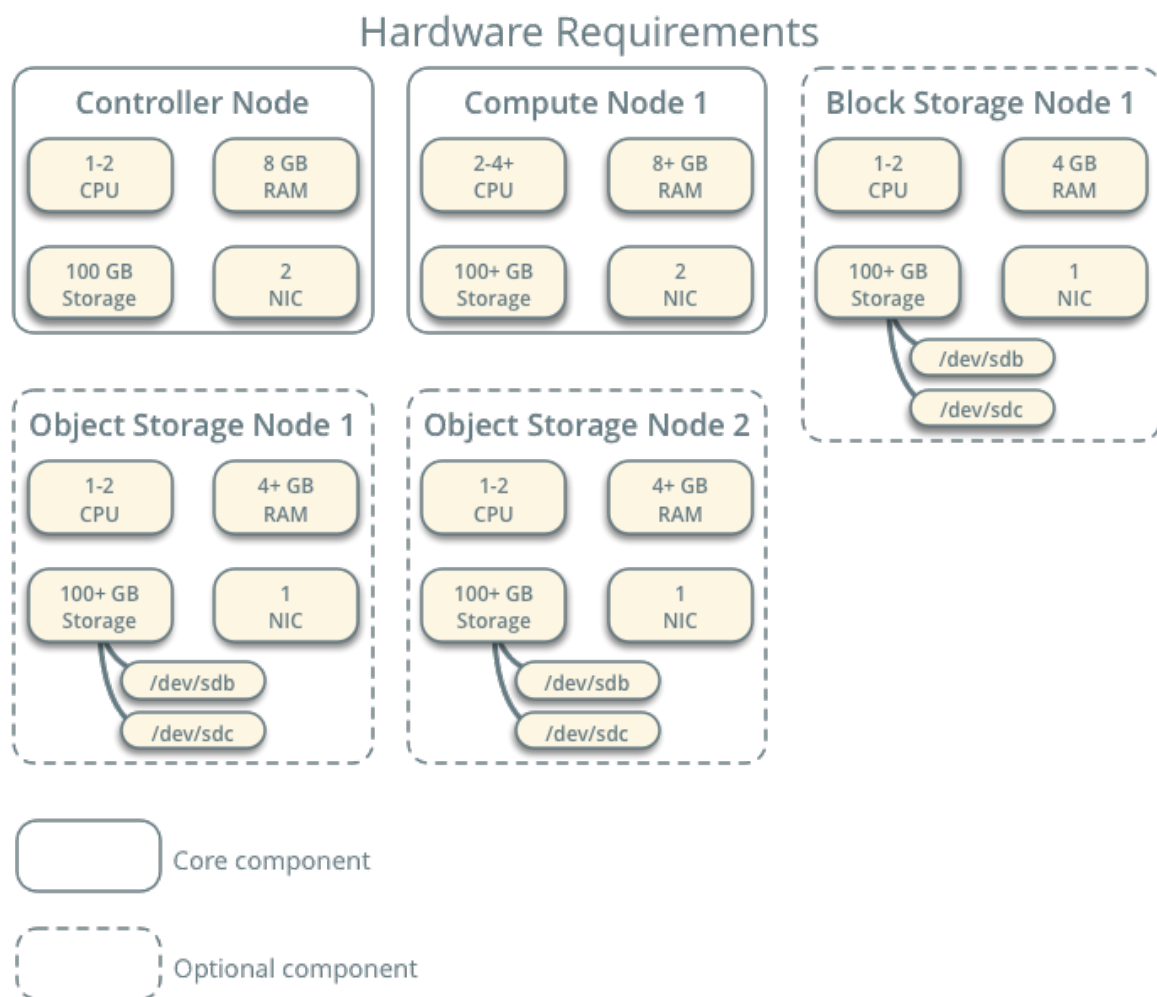 Hardware Requirements
Controller Node
1-2
CPU
8 GB
RAM
100 GB
Storage
2
NIC
Compute Node 1
2-4+
CPU
8+ GB
RAM
100+ GB
Storage
2
NIC
Block Storage Node 1
1-2
CPU
4 GB
RAM
100+ GB
Storage
1
NIC
/dev/sdb
/dev/sdc
Object Storage Node 1
1-2
CPU
4+ GB
RAM
100+ GB
Storage
1
NIC
/dev/sdb
/dev/sdc
Object Storage Node 2
1-2
CPU
4+ GB
RAM
100+ GB
Storage
1
NIC
/dev/sdb
/dev/sdc
Core component
Optional component